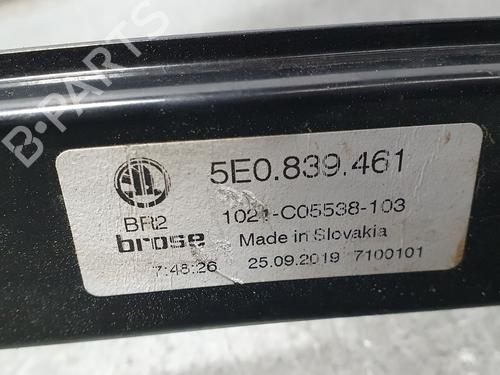 B-PARTS
5E0.839.461
BR2
1021-C05538-103
brose
Made in Slovakia
7:48:26
25.09.2019 7100101